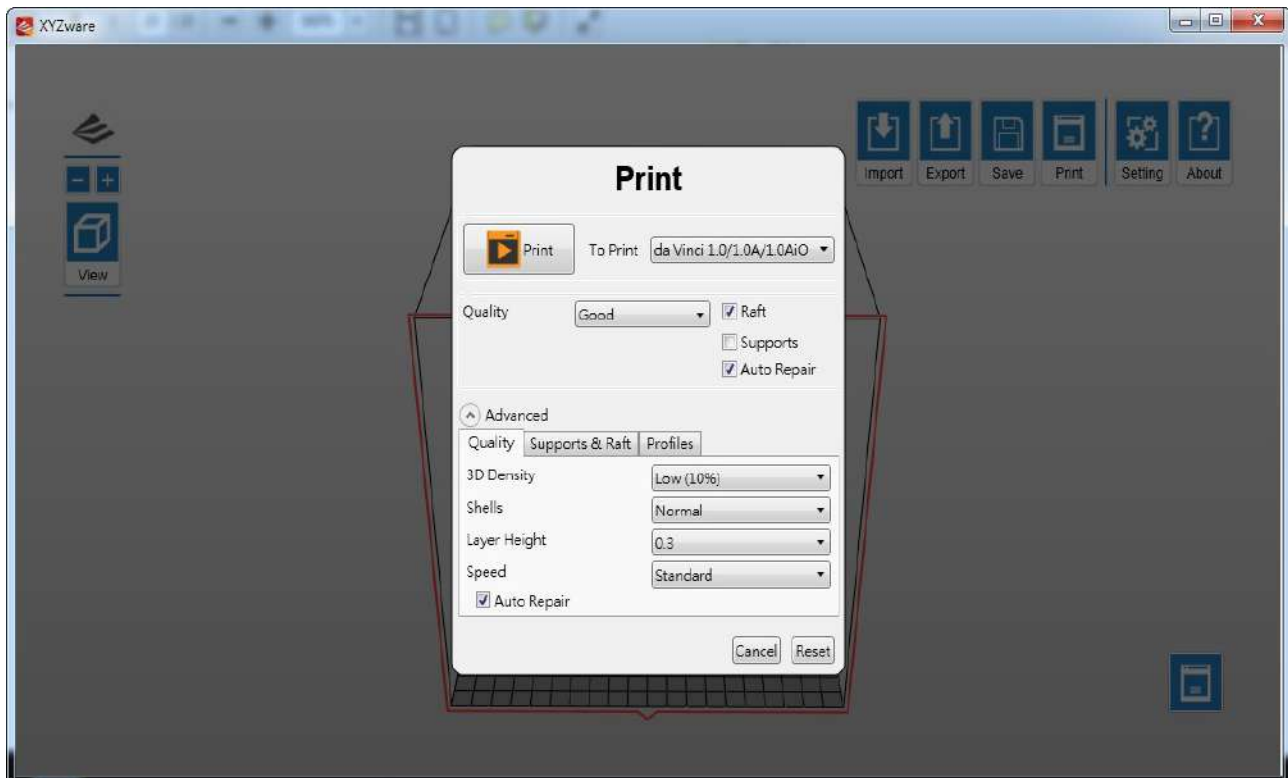 XYZware
Import
Export
Save
Print
Setting
About
View
Print
Print
To Print
da Vinci 1.0/1.0A/1.0AiO
Quality
Good
Raft
Supports
Auto Repair
Advanced
Quality
Supports & Raft
Profiles
3D Density
Low (10%)
Shells
Normal
Layer Height
0.3
Speed
Standard
Auto Repair
Cancel
Reset